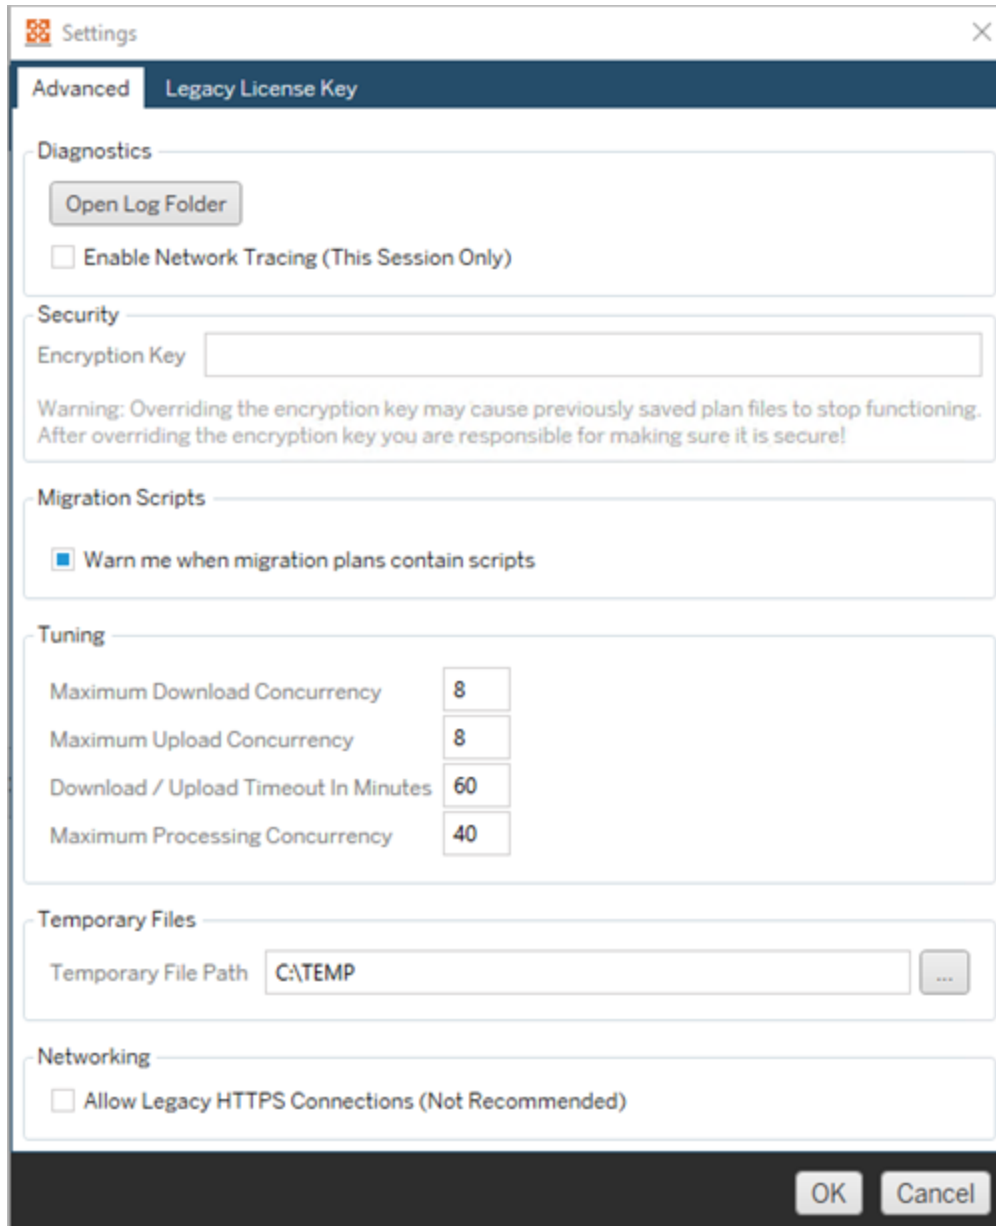 Settings
Advanced Legacy License Key
Diagnostics
Open Log Folder
Enable Network Tracing (This Session Only)
Security
Encryption Key
Warning: Overriding the encryption key may cause previously saved plan files to stop functioning.
After overriding the encryption key you are responsible for making sure it is secure!
Migration Scripts
Warn me when migration plans contain scripts
Tuning
Maximum Download Concurrency 8
Maximum Upload Concurrency 8
Download / Upload Timeout In Minutes 60
Maximum Processing Concurrency 40
Temporary Files
Temporary File Path C:\TEMP ...
Networking
Allow Legacy HTTPS Connections (Not Recommended)
OK Cancel